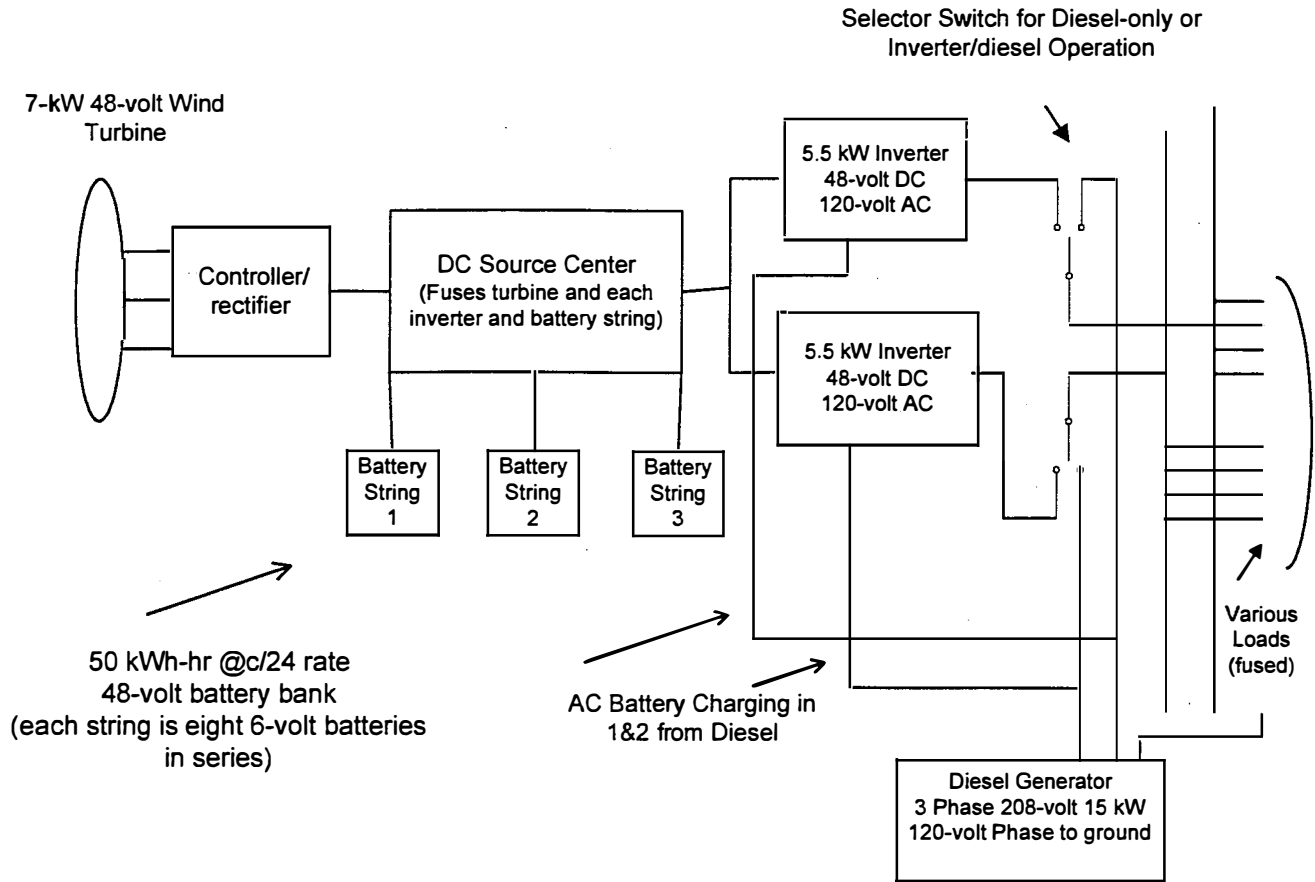 Selector Switch for Diesel-only or
Inverter/diesel Operation
7-kW 48-volt Wind
Turbine
Controller/
rectifier
DC Source Center
(Fuses turbine and each
inverter and battery string)
5.5 kW Inverter
48-volt DC
120-volt AC
5.5 kW Inverter
48-volt DC
120-volt AC
Battery
String
1
Battery
String
2
Battery
String
3
50 kWh-hr @c/24 rate
48-volt battery bank
(each string is eight 6-volt batteries
in series)
AC Battery Charging in
1&2 from Diesel
Various
Loads
(fused)
Diesel Generator
3 Phase 208-volt 15 kW
120-volt Phase to ground